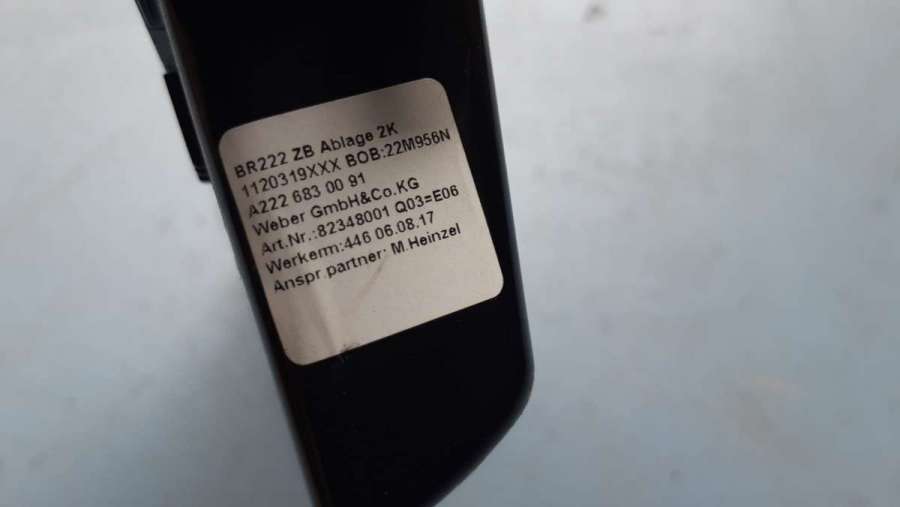 BR222 ZB Ablage 2K
1120319XXX BOB:22M956N
A222 683 00 91
Weber GmbH&Co.KG
Art.Nr.:82348001 Q03=E06
Werkerm:446 06.08.17
Anspr.partner: M.Heinzel